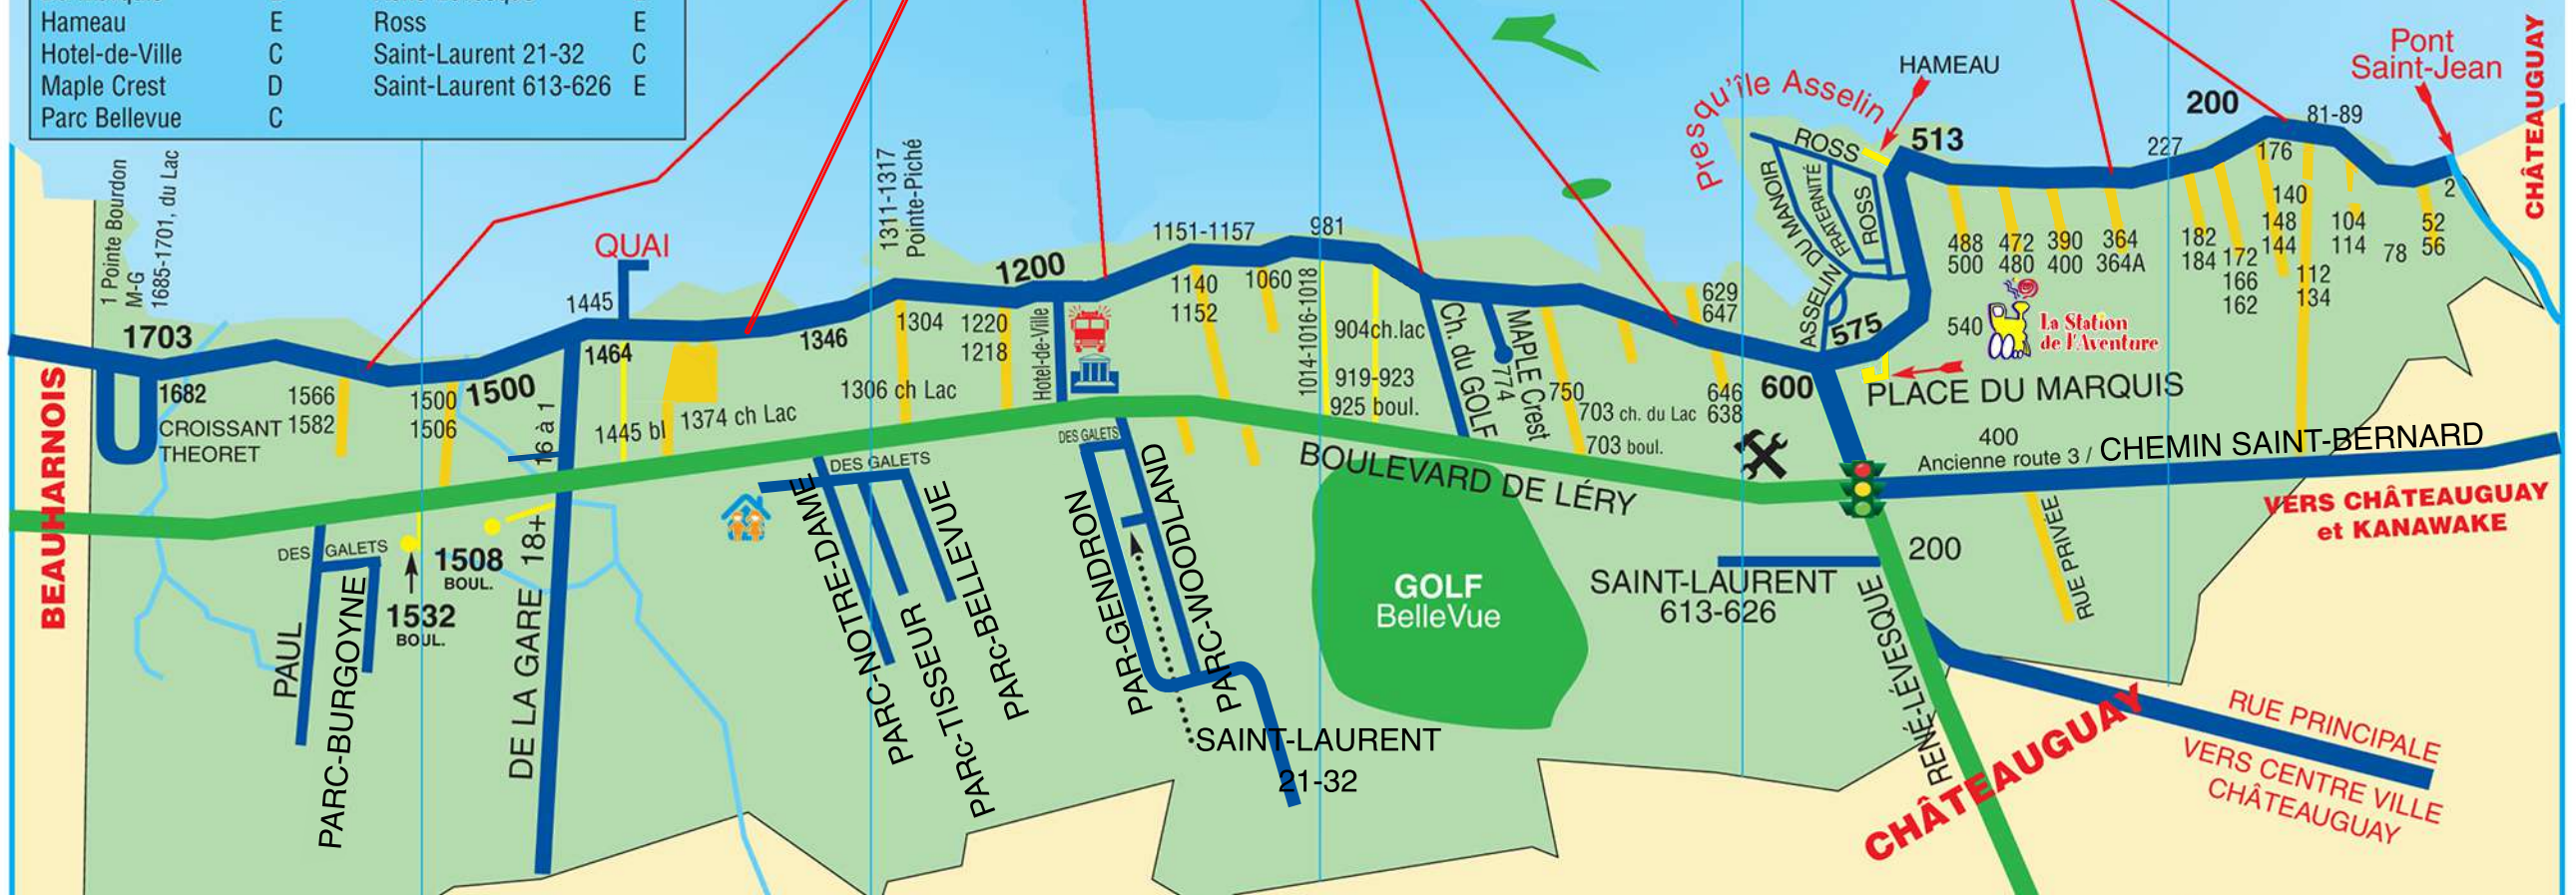 Hameau E Ross E
Hotel-de-Ville C Saint-Laurent 21-32 C
Maple Crest D Saint-Laurent 613-626 E
Parc Bellevue C
Pont
Saint-Jean
CHÂTEAUGUAY
HAMEAU
Presqu'île Asselin
200
81-89
513
227
176
2
ROSS
ASSELIN DU MANOIR
FRATERNITÉ
ROSS
ASSELIN
1 Pointe Bourdon
M-G
1685-1701, du Lac
1703
QUAI
1445
1464
1346
1311-1317
Pointe-Piché
1200
1151-1157
981
1140
1152
1060
1014-1016-1018
904ch.lac
919-923
925 boul.
Ch. du GOLF
MAPLE Crest
774
629
647
488
500
472
480
390
400
364
364A
182
184
172
166
162
140
148
144
112
134
104
114
78
52
56
540
La Station
de l'Aventure
575
600
PLACE DU MARQUIS
1682
CROISSANT
THEORET
1566
1582
1500
1506
1500
16 à 1
1445 bl
1374 ch Lac
1306 ch Lac
1304
1220
1218
Hotel-de-Ville
750
703 ch. du Lac
703 boul.
646
638
BOULEVARD DE LÉRY
400
Ancienne route 3 / CHEMIN SAINT-BERNARD
VERS CHÂTEAUGUAY
et KANAWAKE
BEAUHARNOIS
DES GALETS
PAUL
PARC-BURGOYNE
1532
BOUL.
1508
BOUL.
18+
DE LA GARE
DES GALETS
PARC-NOTRE-DAME
PARC-TISSEUR
PARC-BELLEVUE
DES GALETS
PAR-GENDRON
PARC-WOODLAND
SAINT-LAURENT
21-32
GOLF
BelleVue
SAINT-LAURENT
613-626
200
RENÉ-LÉVESQUE
RUE PRIVÉE
CHÂTEAUGUAY
RUE PRINCIPALE
VERS CENTRE VILLE
CHÂTEAUGUAY